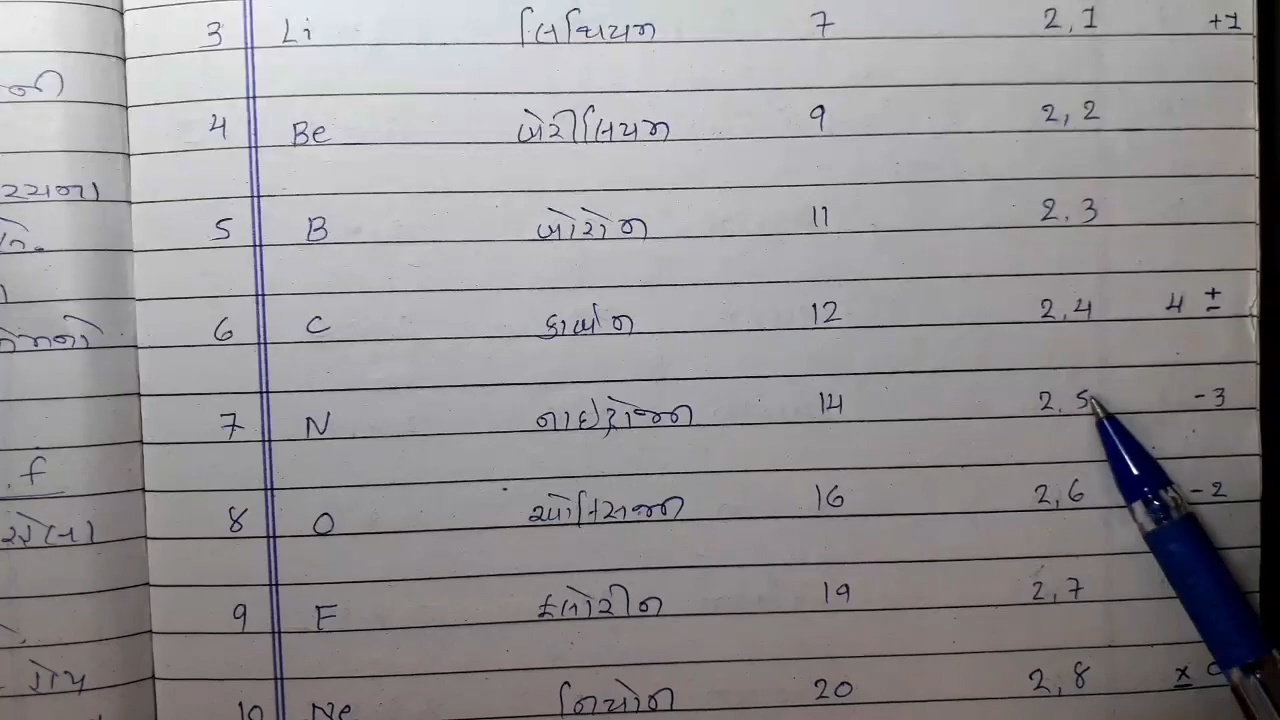 3 Li લિથિયમ 7 2,1 +1
4 Be બેરીલિયમ 9 2,2
5 B બોરોન 11 2,3
6 C કાર્બન 12 2,4 4 ±
7 N નાઇટ્રોજન 14 2,5 -3
8 O ઓક્સિજન 16 2,6 -2
9 F ફ્લોરીન 19 2,7
10 Ne નિયોન 20 2,8 x
f